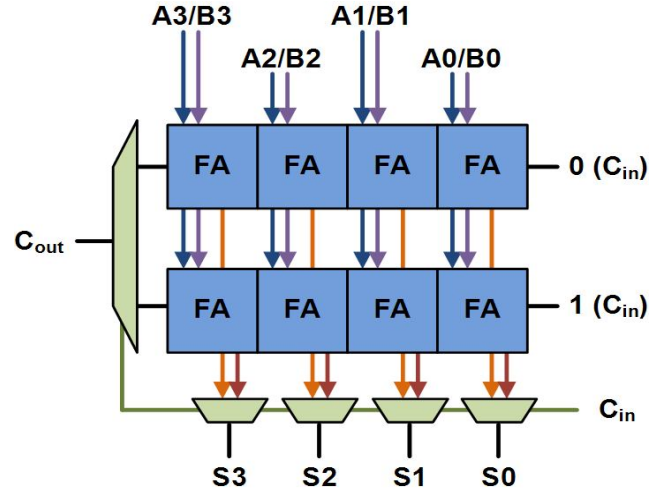 A3/B3 A1/B1
A2/B2 A0/B0
FA FA FA FA 0 (Cin)
Cout
FA FA FA FA 1 (Cin)
Cin
S3 S2 S1 S0